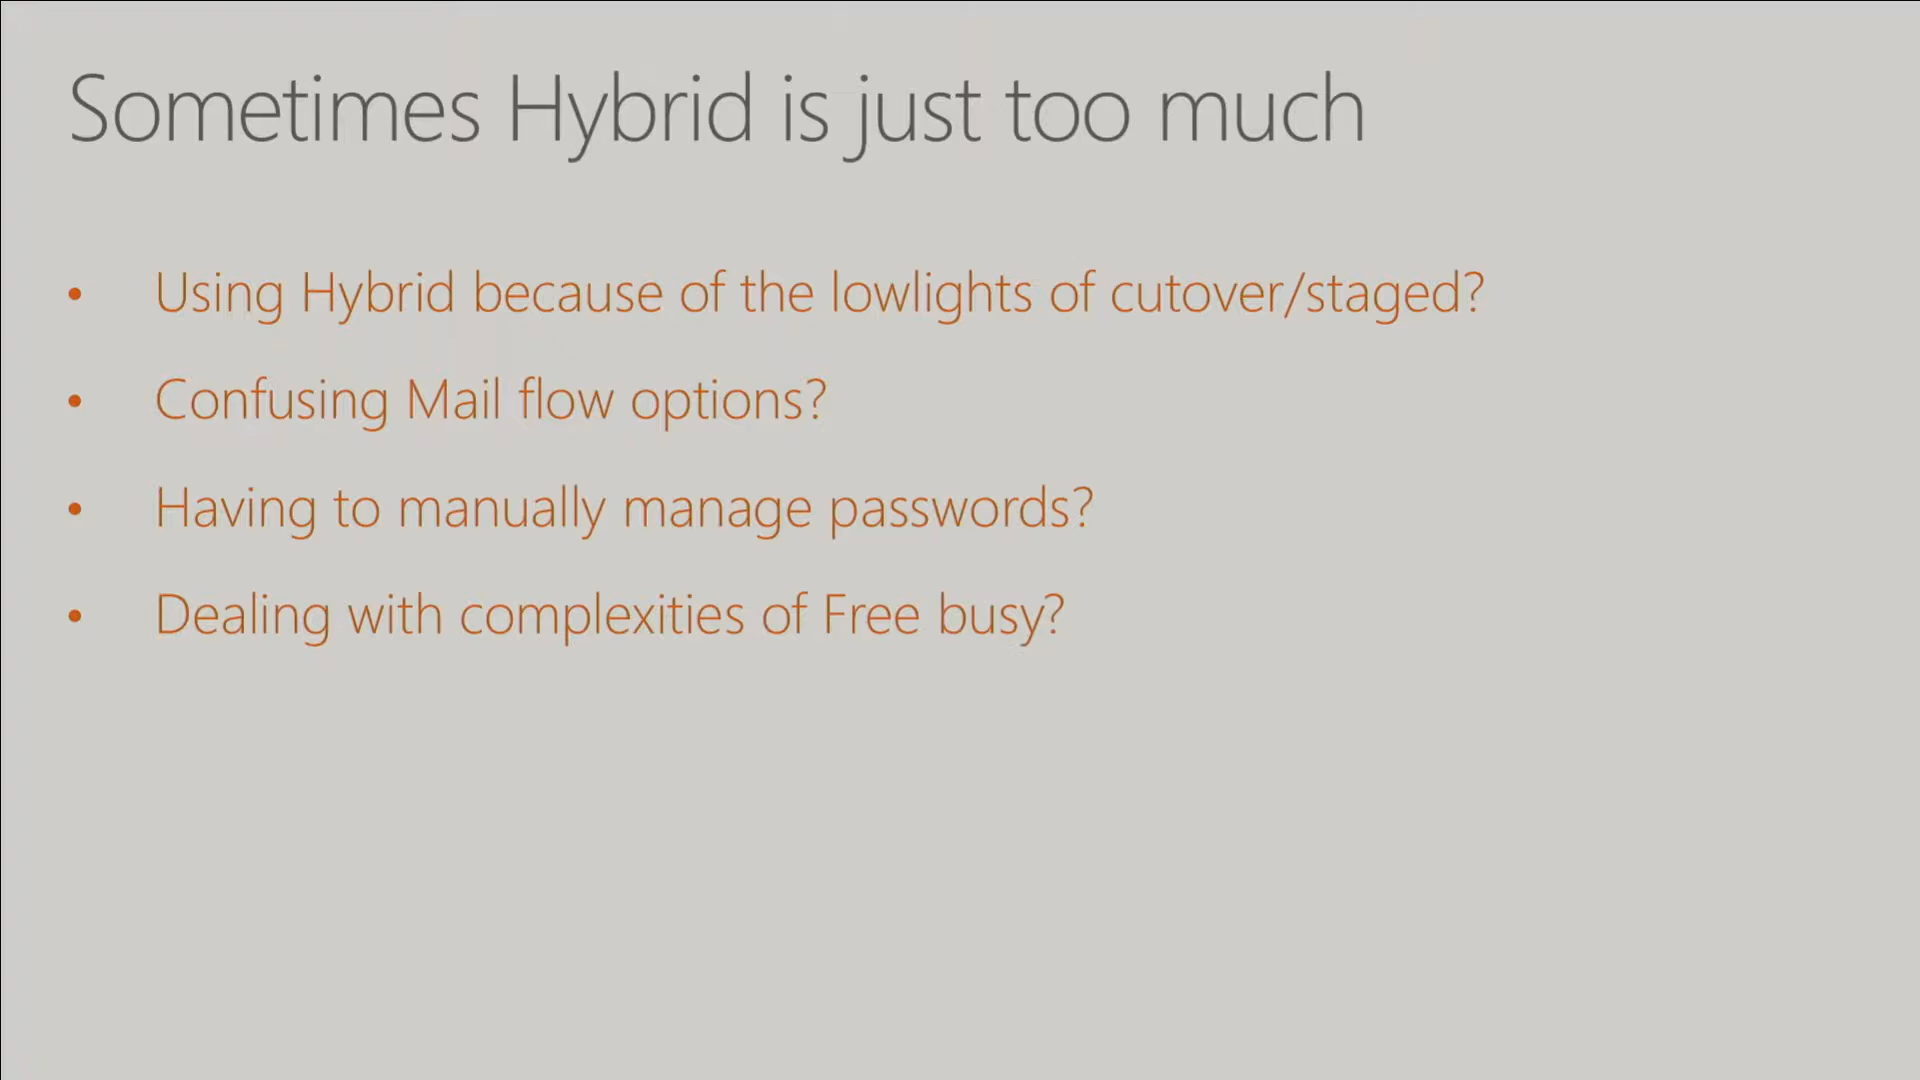 Sometimes Hybrid is just too much
• Using Hybrid because of the lowlights of cutover/staged?
• Confusing Mail flow options?
• Having to manually manage passwords?
• Dealing with complexities of Free busy?